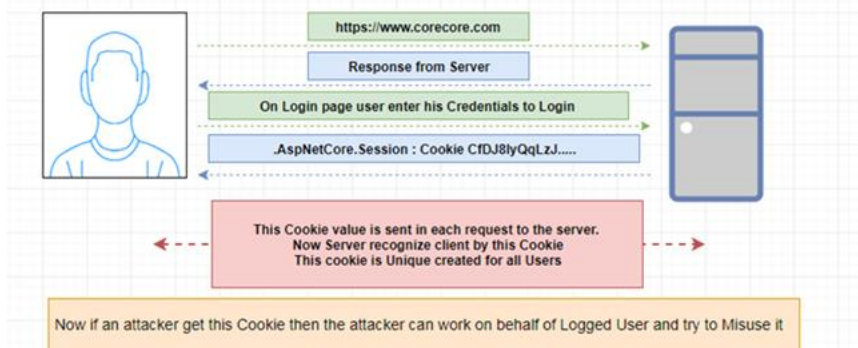 https://www.corecore.com
Response from Server
On Login page user enter his Credentials to Login
.AspNetCore.Session : Cookie CfDJ8IyQqLzJ.....
This Cookie value is sent in each request to the server.
Now Server recognize client by this Cookie
This cookie is Unique created for all Users
Now if an attacker get this Cookie then the attacker can work on behalf of Logged User and try to Misuse it